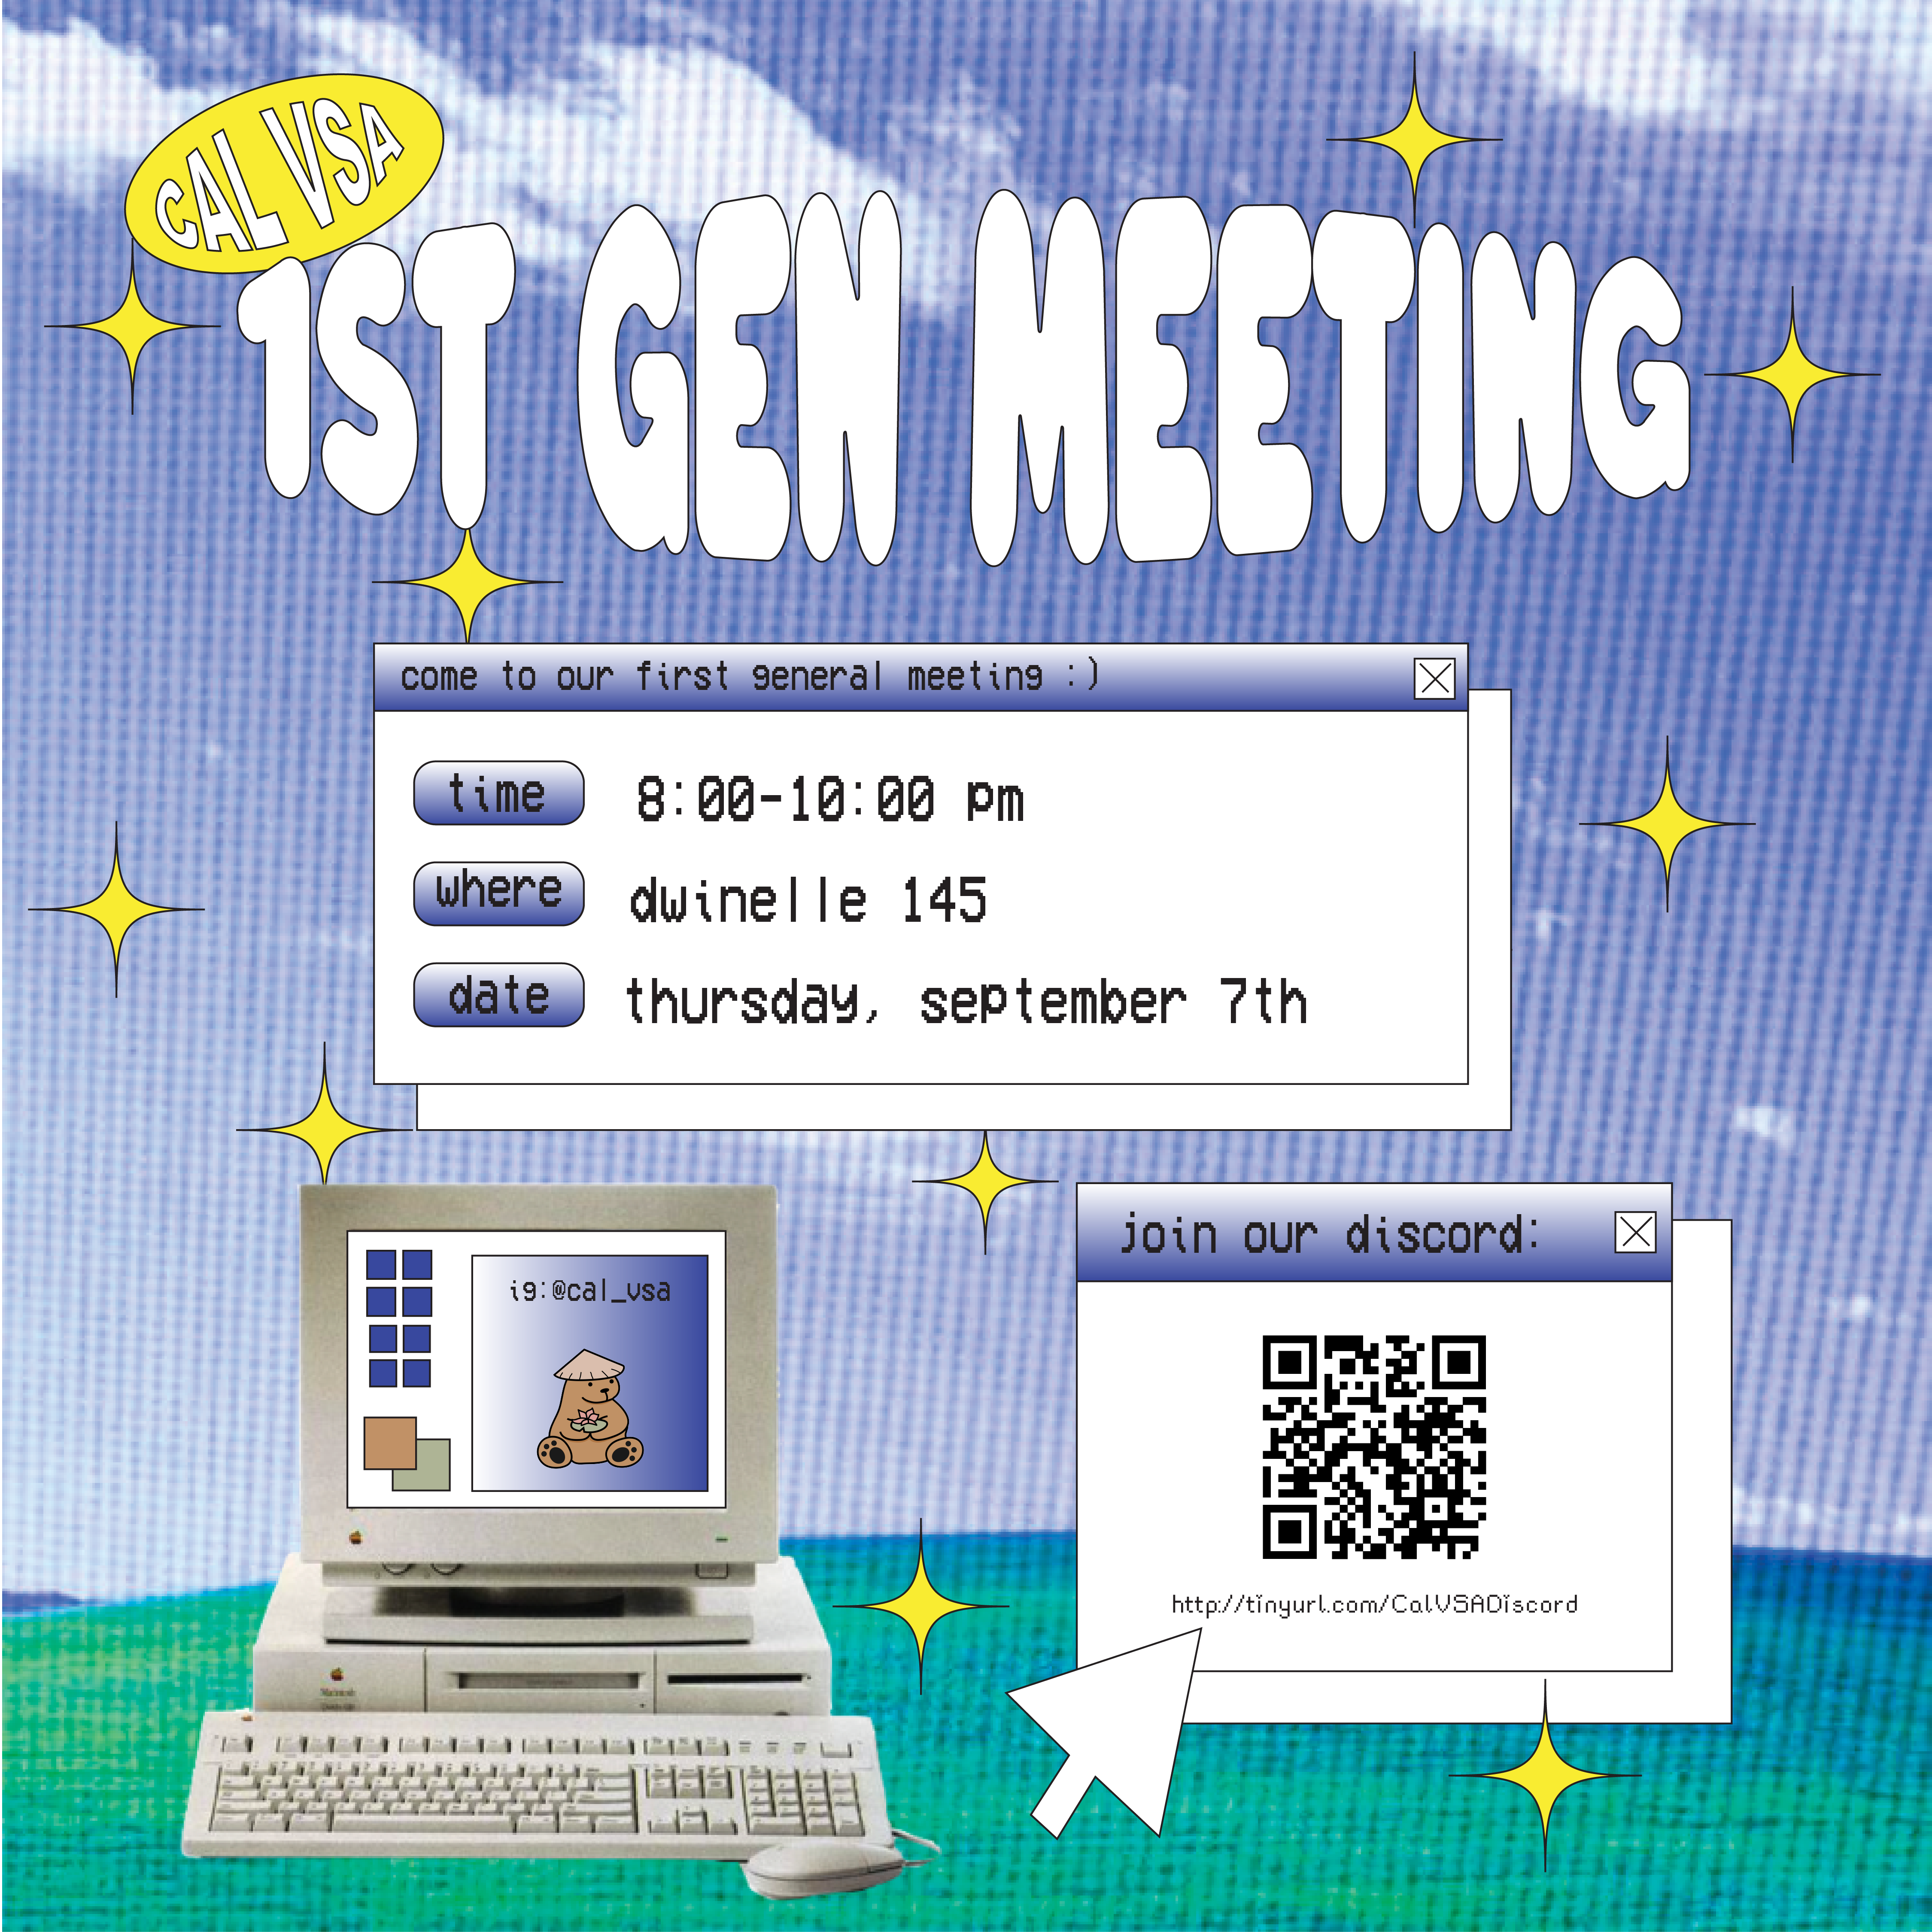 CAL VSA
1ST GEN MEETING
come to our first general meeting :)
time 8:00-10:00 pm
where dwinelle 145
date thursday, september 7th
ig:@cal_vsa
join our discord:
http://tinyurl.com/CalVSADiscord
Macintosh